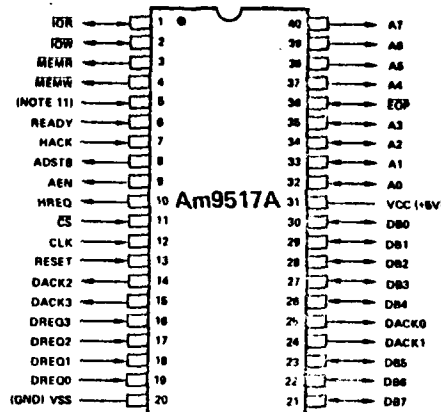 IOR 1 40 A7
IOW 2 39 A6
MEMR 3 38 A5
MEMW 4 37 A4
(NOTE 11) 5 36 EOP
READY 6 35 A3
HACK 7 34 A2
ADSTB 8 33 A1
AEN 9 32 A0
HREQ 10 Am9517A 31 VCC (+5V)
CS 11 30 DB0
CLK 12 29 DB1
RESET 13 28 DB2
DACK2 14 27 DB3
DACK3 15 26 DB4
DREQ3 16 25 DACK0
DREQ2 17 24 DACK1
DREQ1 18 23 DB5
DREQ0 19 22 DB6
(GND) VSS 20 21 DB7